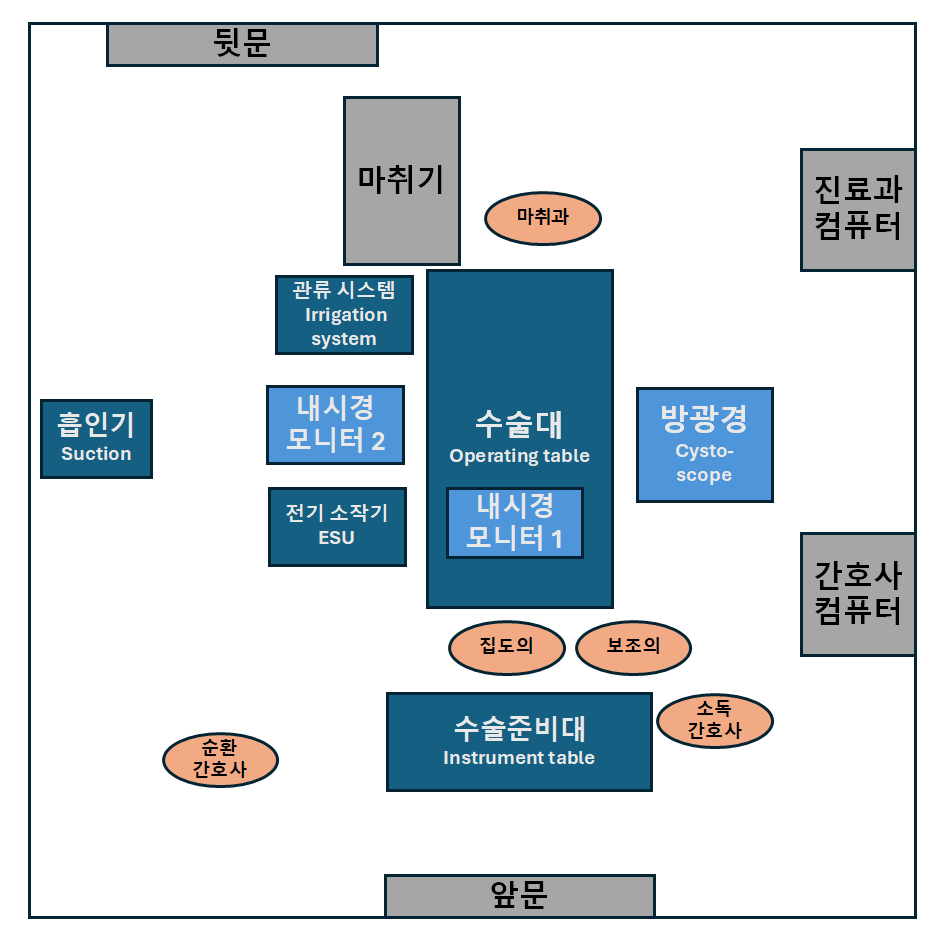 뒷문
마취기
마취과
진료과
컴퓨터
관류 시스템
Irrigation
system
흡인기
Suction
내시경
모니터 2
수술대
Operating table
방광경
Cysto-
scope
전기 소작기
ESU
내시경
모니터 1
간호사
컴퓨터
집도의
보조의
수술준비대
Instrument table
소독
간호사
순환
간호사
앞문